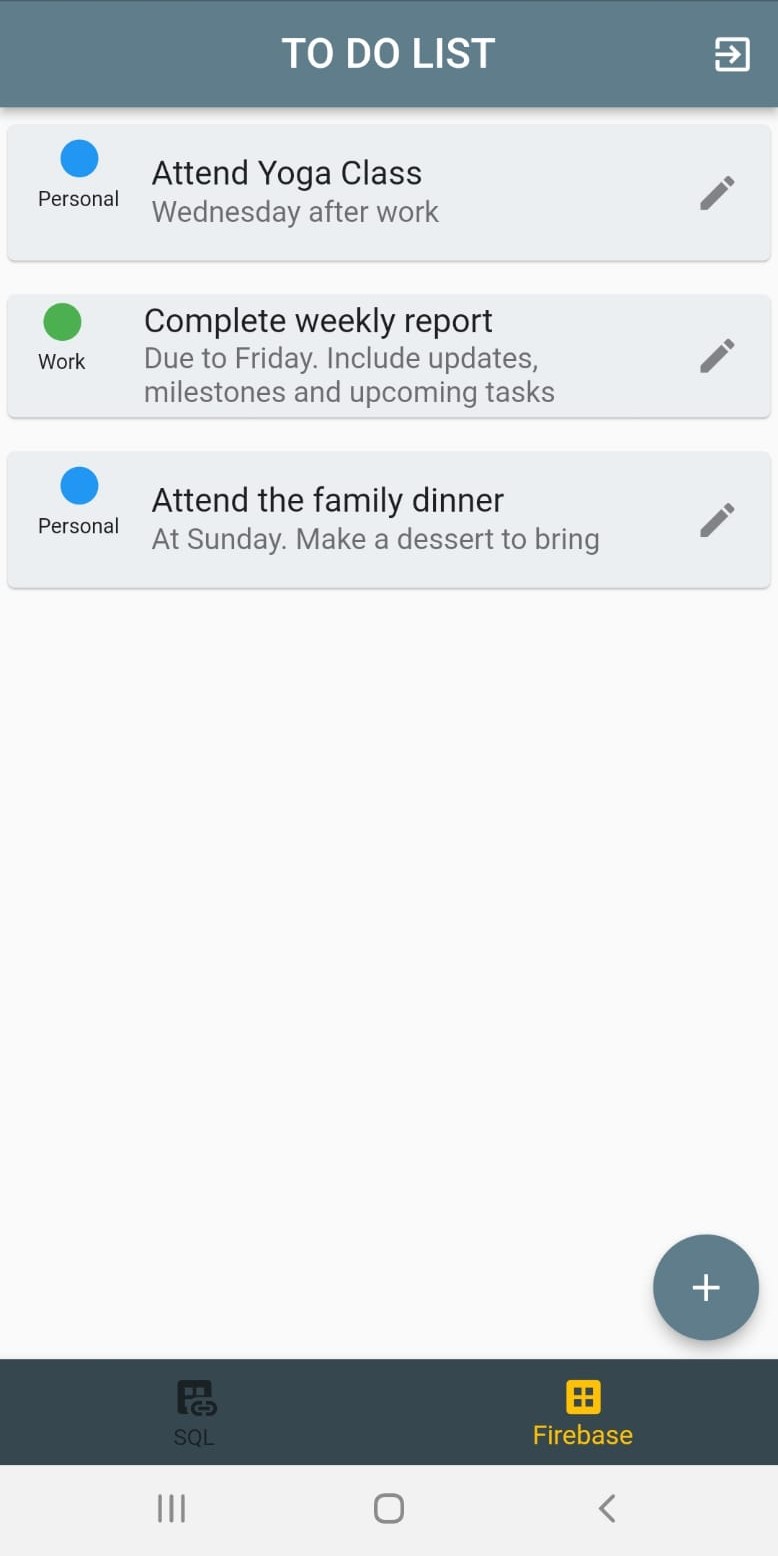 TO DO LIST
Personal
Attend Yoga Class
Wednesday after work
Work
Complete weekly report
Due to Friday. Include updates,
milestones and upcoming tasks
Personal
Attend the family dinner
At Sunday. Make a dessert to bring
SQL
Firebase